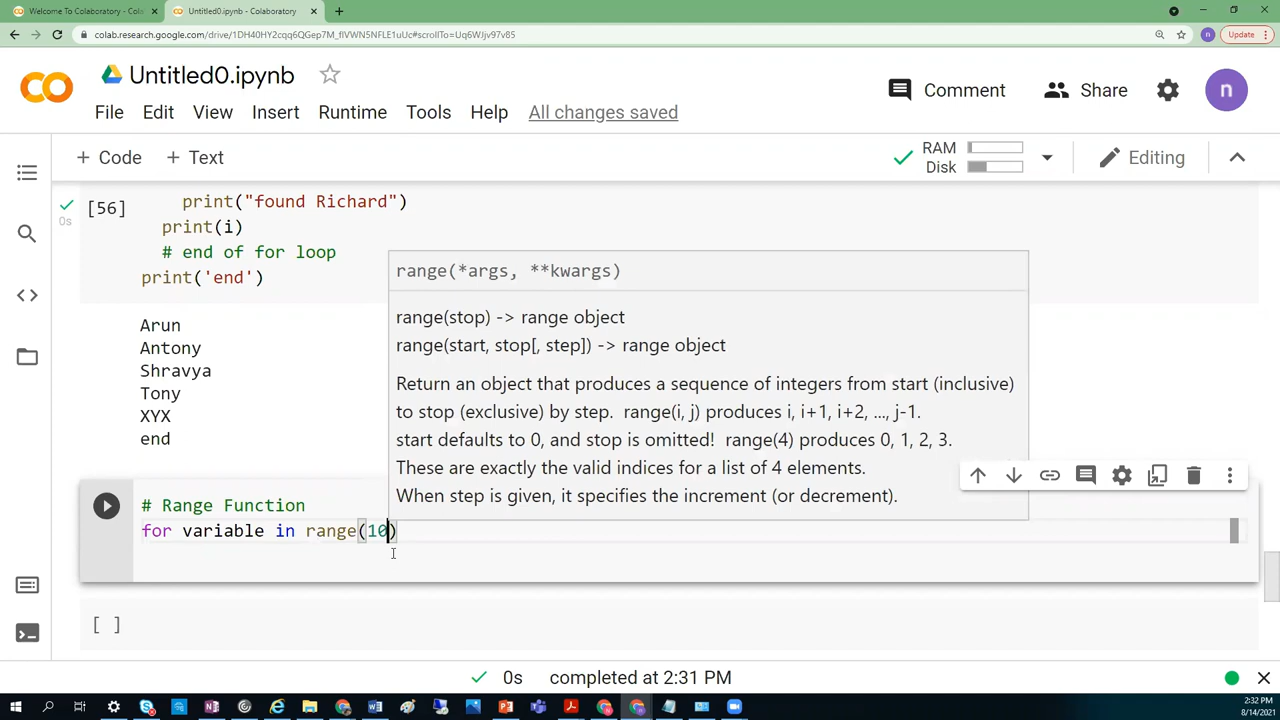 Welcome To Colaboratory - Col
Untitled0.ipynb - Colaboratory
colab.research.google.com/drive/1DH40HY2cqq6QGep7M_flVWN5NFLE1uUc#scrollTo=Uq6WJjv97v85
n
Update
Untitled0.ipynb
Comment
Share
n
File Edit View Insert Runtime Tools Help All changes saved
+ Code + Text
RAM
Disk
Editing
[56]
0s
print("found Richard")
print(i)
# end of for loop
print('end')
range(*args, **kwargs)
range(stop) -> range object
range(start, stop[, step]) -> range object
Return an object that produces a sequence of integers from start (inclusive)
to stop (exclusive) by step. range(i, j) produces i, i+1, i+2, ..., j-1.
start defaults to 0, and stop is omitted! range(4) produces 0, 1, 2, 3.
These are exactly the valid indices for a list of 4 elements.
When step is given, it specifies the increment (or decrement).
Arun
Antony
Shravya
Tony
XYX
end
# Range Function
for variable in range(10)
[ ]
0s completed at 2:31 PM
2:32 PM
8/14/2021